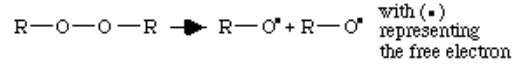 R—O—O—R → R—O• + R—O• with (•)
representing
the free electron